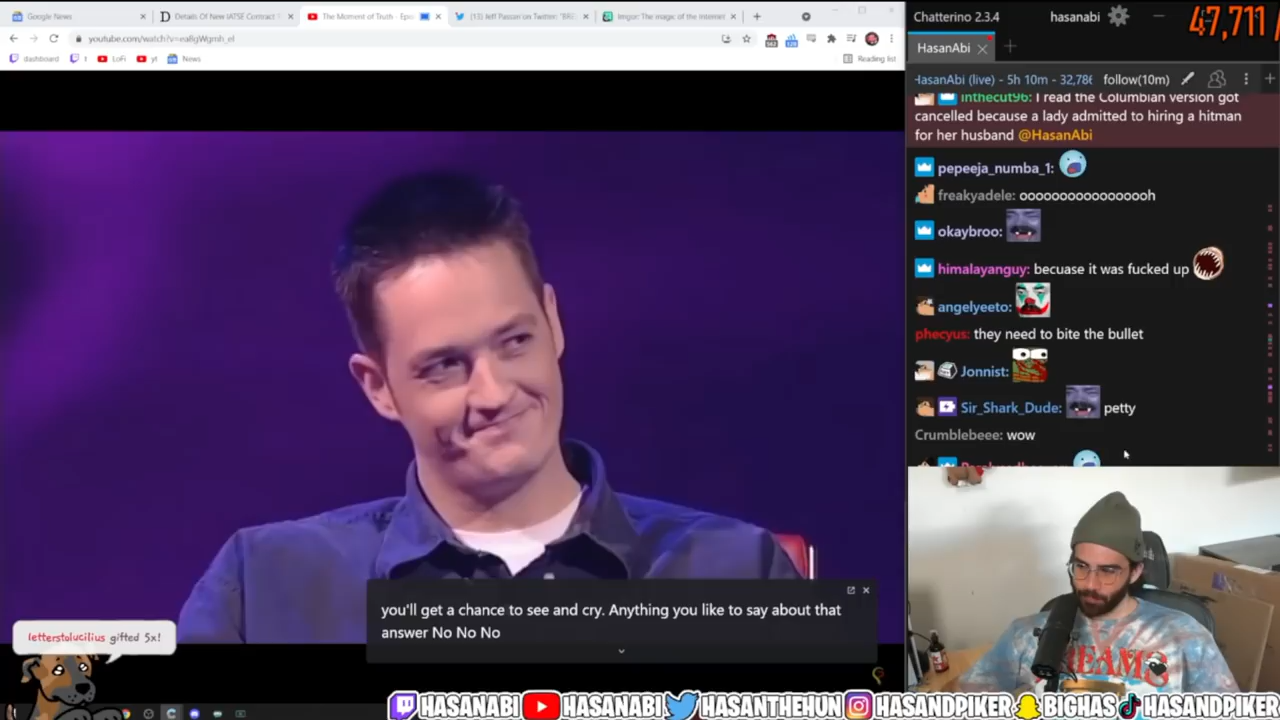 Google News
Details Of New IATSE Contract
The Moment of Truth - Epis
(13) Jeff Passan on Twitter: "BRE
Imgur: The magic of the Internet
youtube.com/watch?v=
dashboard
LoFi
yt
News
Reading list
Chatterino 2.3.4
hasanabi
47,711 /
HasanAbi
HasanAbi (live) - 5h 10m - 32,78
follow(10m)
inthecut96: I read the Columbian version got
cancelled because a lady admitted to hiring a hitman
for her husband @HasanAbi
pepeeja_numba_1:
freakyadele: oooooooooooooooooh
okaybroo:
himalayanguy: becuase it was fucked up
angelyeeto:
phecyus: they need to bite the bullet
Jonnist:
Sir_Shark_Dude: petty
Crumblebeee: wow
you'll get a chance to see and cry. Anything you like to say about that
answer No No No
letterstolucilius gifted 5x!
DREAMS
HASANABI HASANABI HASANTHEHUN HASANDPIKER BIGHAS HASANDPIKER